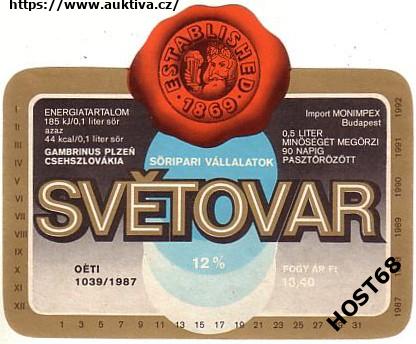 https://www.auktiva.cz/
ESTABLISHED
· 1869 ·
ENERGIATARTALOM
185 kJ/0,1 liter sör
azaz
44 kcal/0,1 liter sör
GAMBRINUS PLZEŇ
CSEHSZLOVÁKIA
Import MONIMPEX
Budapest
0,5 LITER
MINŐSÉGÉT MEGŐRZI
90 NAPIG
PASZTŐRÖZÖTT
SÖRIPARI VÁLLALATOK
SVĚTOVAR
12 %
OÉTI
1039/1987
FOGY ÁR Ft
13,40
HOST68
I
II
III
IV
V
VI
VII
VIII
IX
X
XI
XII
1992
1991
1990
1989
1988
1987
1 3 5 7 9 11 13 15 17 19 21 23 25 27 29 31